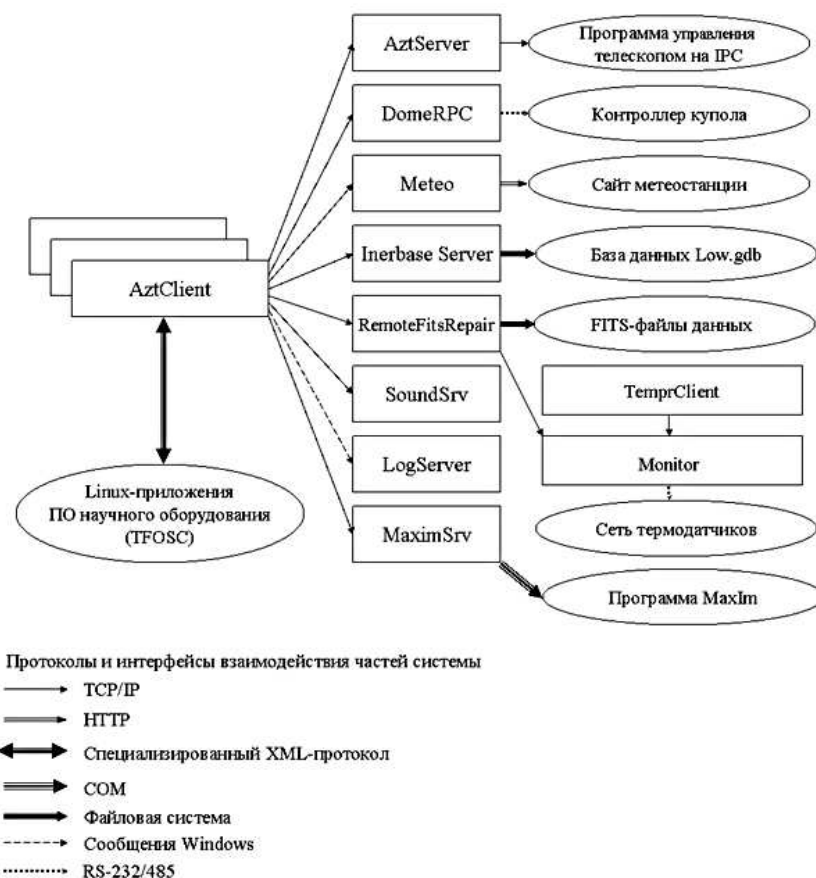 AztServer
Программа управления
телескопом на IPC
DomeRPC
Контроллер купола
Meteo
Сайт метеостанции
AztClient
Inerbase Server
База данных Low.gdb
RemoteFitsRepair
FITS-файлы данных
SoundSrv
TemprClient
LogServer
Monitor
Linux-приложения
ПО научного оборудования
(TFOSC)
MaximSrv
Сеть термодатчиков
Программа MaxIm
Протоколы и интерфейсы взаимодействия частей системы
TCP/IP
HTTP
Специализированный XML-протокол
COM
Файловая система
Сообщения Windows
RS-232/485